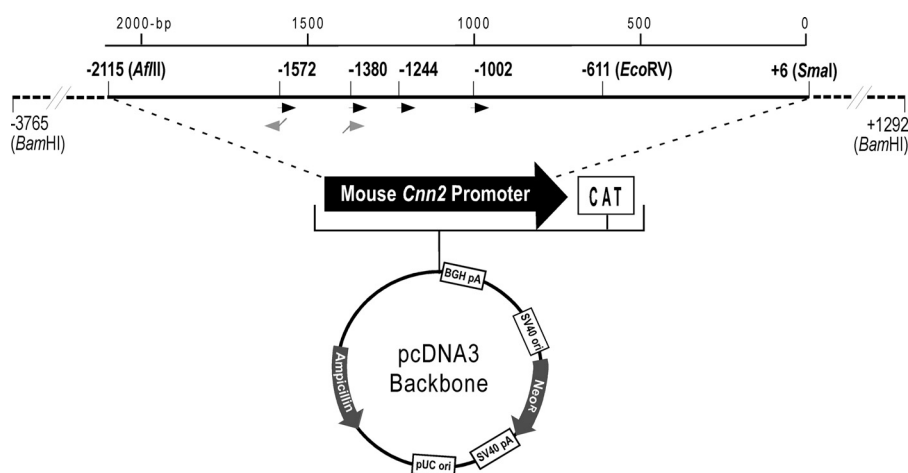 2000-bp 1500 1000 500 0
-2115 (AflII) -1572 -1380 -1244 -1002 -611 (EcoRV) +6 (SmaI)
-3765
(BamHI)
+1292
(BamHI)
Mouse Cnn2 Promoter
CAT
BGH pA
SV40 ori
NeoR
SV40 pA
pUC ori
Ampicillin
pcDNA3
Backbone